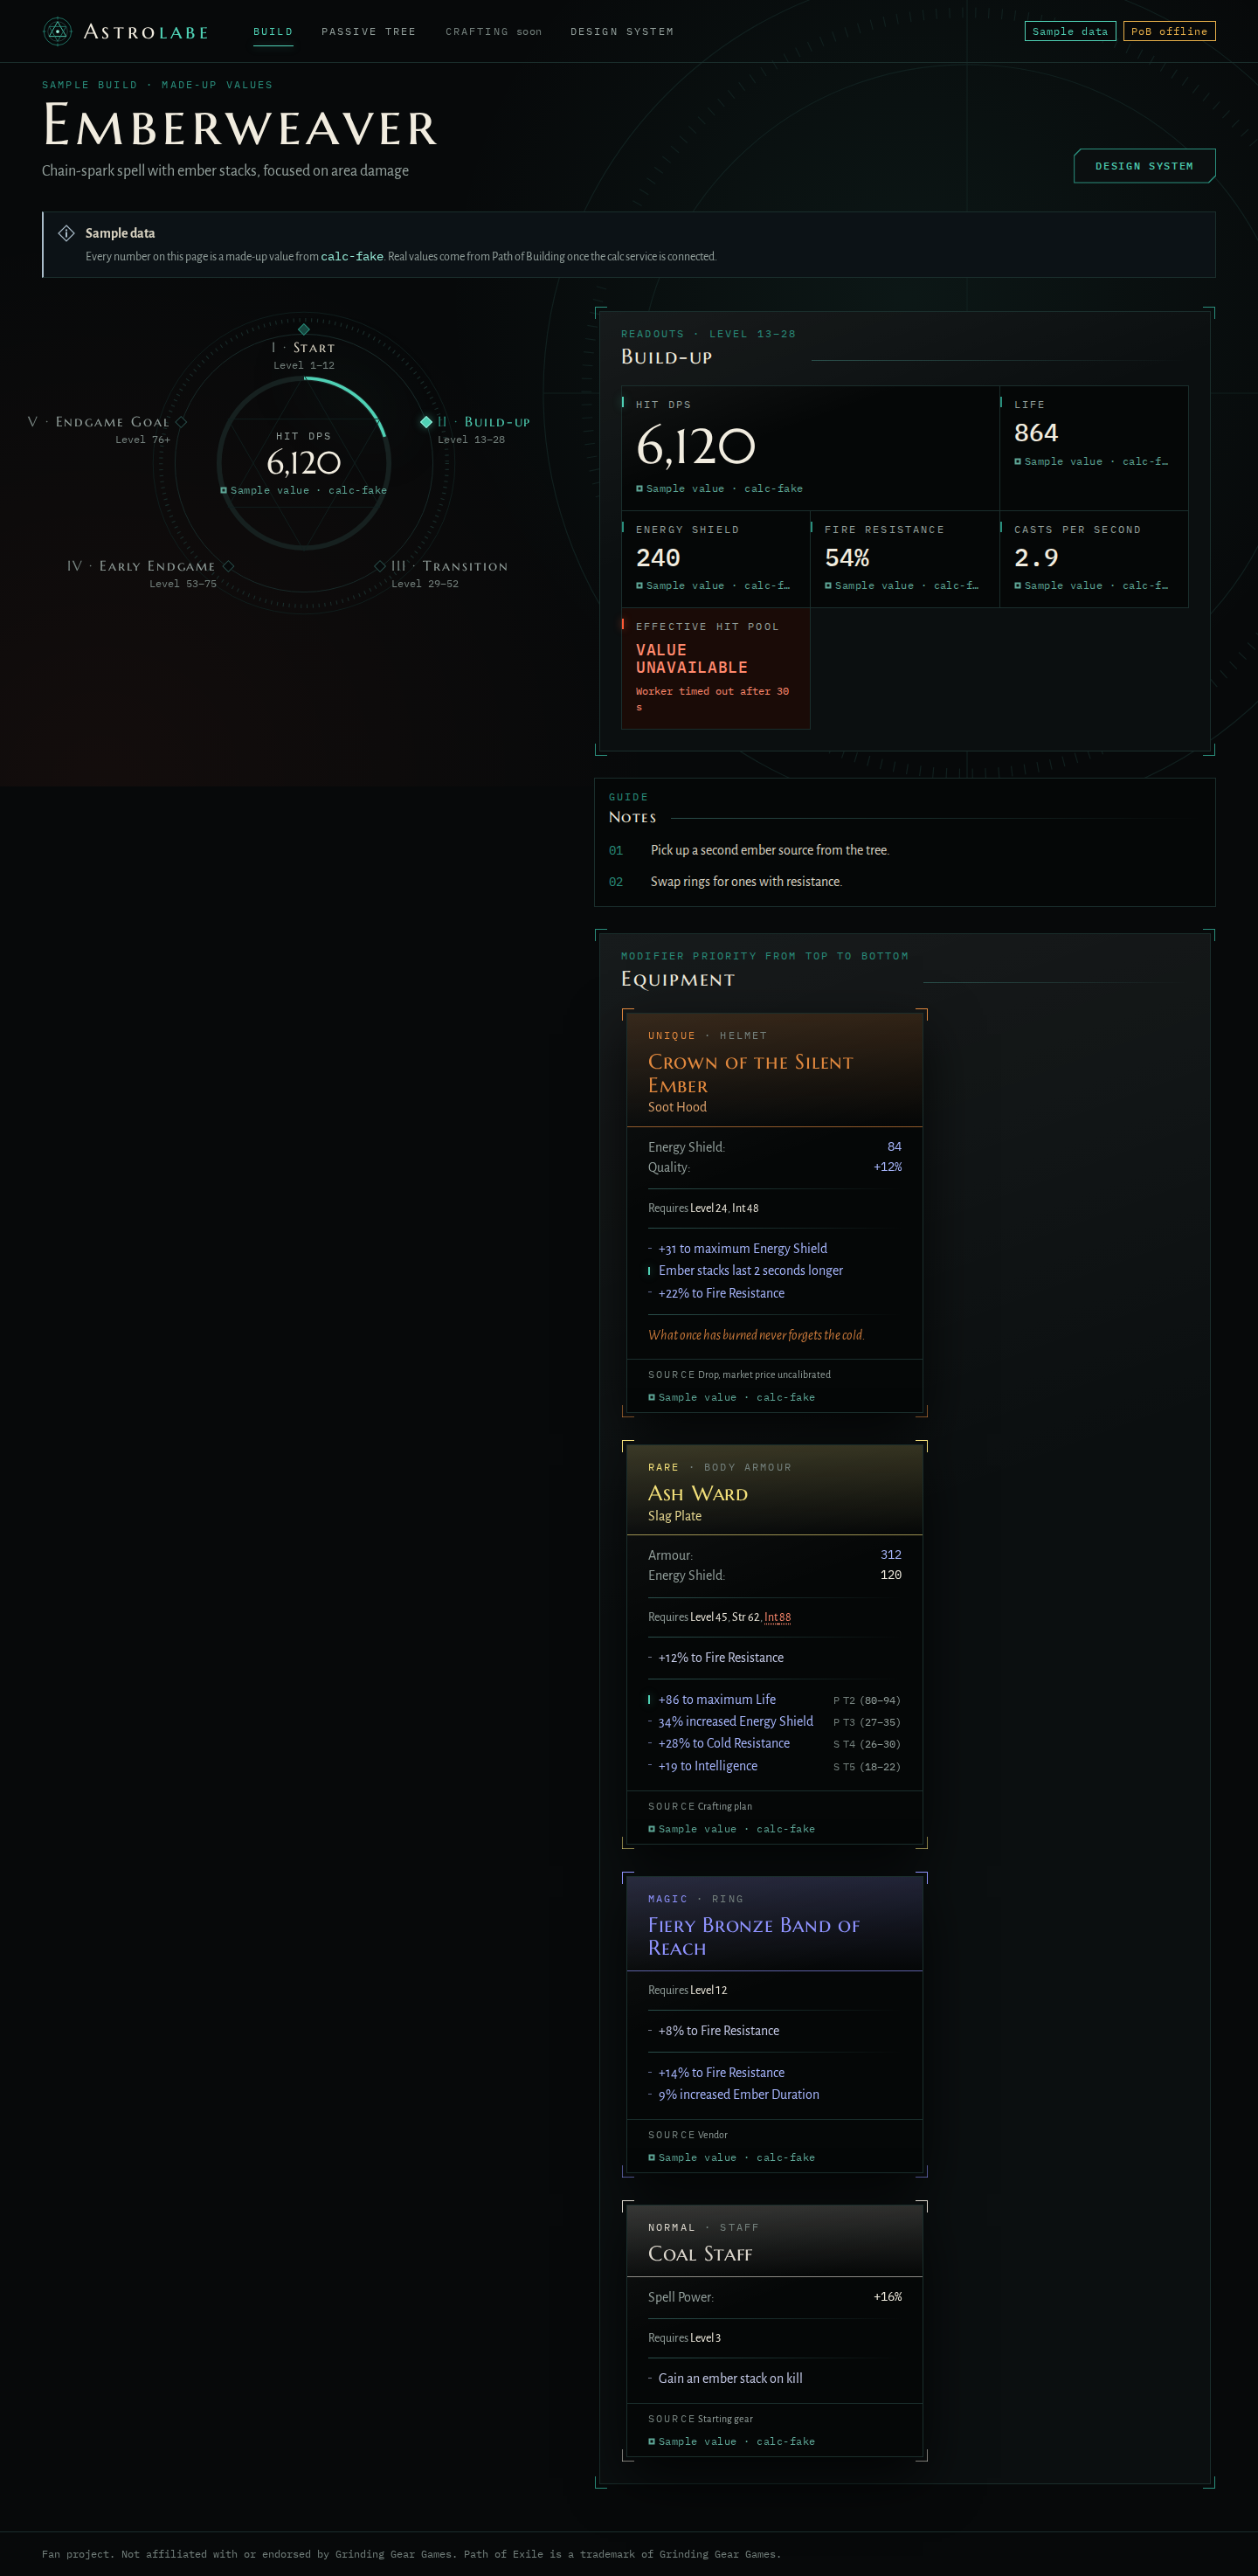 ASTROLABE
BUILD
PASSIVE TREE
CRAFTING soon
DESIGN SYSTEM
Sample data
PoB offline
SAMPLE BUILD · MADE-UP VALUES
EMBERWEAVER
Chain-spark spell with ember stacks, focused on area damage
DESIGN SYSTEM
Sample data
Every number on this page is a made-up value from calc-fake. Real values come from Path of Building once the calc service is connected.
I · START
Level 1–12
V · ENDGAME GOAL
Level 76+
II · BUILD-UP
Level 13–28
HIT DPS
6,120
Sample value · calc-fake
IV · EARLY ENDGAME
Level 53–75
III · TRANSITION
Level 29–52
READOUTS · LEVEL 13–28
BUILD-UP
HIT DPS
6,120
Sample value · calc-fake
LIFE
864
Sample value · calc-f…
ENERGY SHIELD
240
Sample value · calc-f…
FIRE RESISTANCE
54%
Sample value · calc-f…
CASTS PER SECOND
2.9
Sample value · calc-f…
EFFECTIVE HIT POOL
VALUE
UNAVAILABLE
Worker timed out after 30
s
GUIDE
NOTES
01 Pick up a second ember source from the tree.
02 Swap rings for ones with resistance.
MODIFIER PRIORITY FROM TOP TO BOTTOM
EQUIPMENT
UNIQUE · HELMET
CROWN OF THE SILENT
EMBER
Soot Hood
Energy Shield: 84
Quality: +12%
Requires Level 24, Int 48
+31 to maximum Energy Shield
Ember stacks last 2 seconds longer
+22% to Fire Resistance
What once has burned never forgets the cold.
SOURCE Drop, market price uncalibrated
Sample value · calc-fake
RARE · BODY ARMOUR
ASH WARD
Slag Plate
Armour: 312
Energy Shield: 120
Requires Level 45, Str 62, Int 88
+12% to Fire Resistance
+86 to maximum Life P T2 (80–94)
34% increased Energy Shield P T3 (27–35)
+28% to Cold Resistance S T4 (26–30)
+19 to Intelligence S T5 (18–22)
SOURCE Crafting plan
Sample value · calc-fake
MAGIC · RING
FIERY BRONZE BAND OF
REACH
Requires Level 12
+8% to Fire Resistance
+14% to Fire Resistance
9% increased Ember Duration
SOURCE Vendor
Sample value · calc-fake
NORMAL · STAFF
COAL STAFF
Spell Power: +16%
Requires Level 3
Gain an ember stack on kill
SOURCE Starting gear
Sample value · calc-fake
Fan project. Not affiliated with or endorsed by Grinding Gear Games. Path of Exile is a trademark of Grinding Gear Games.